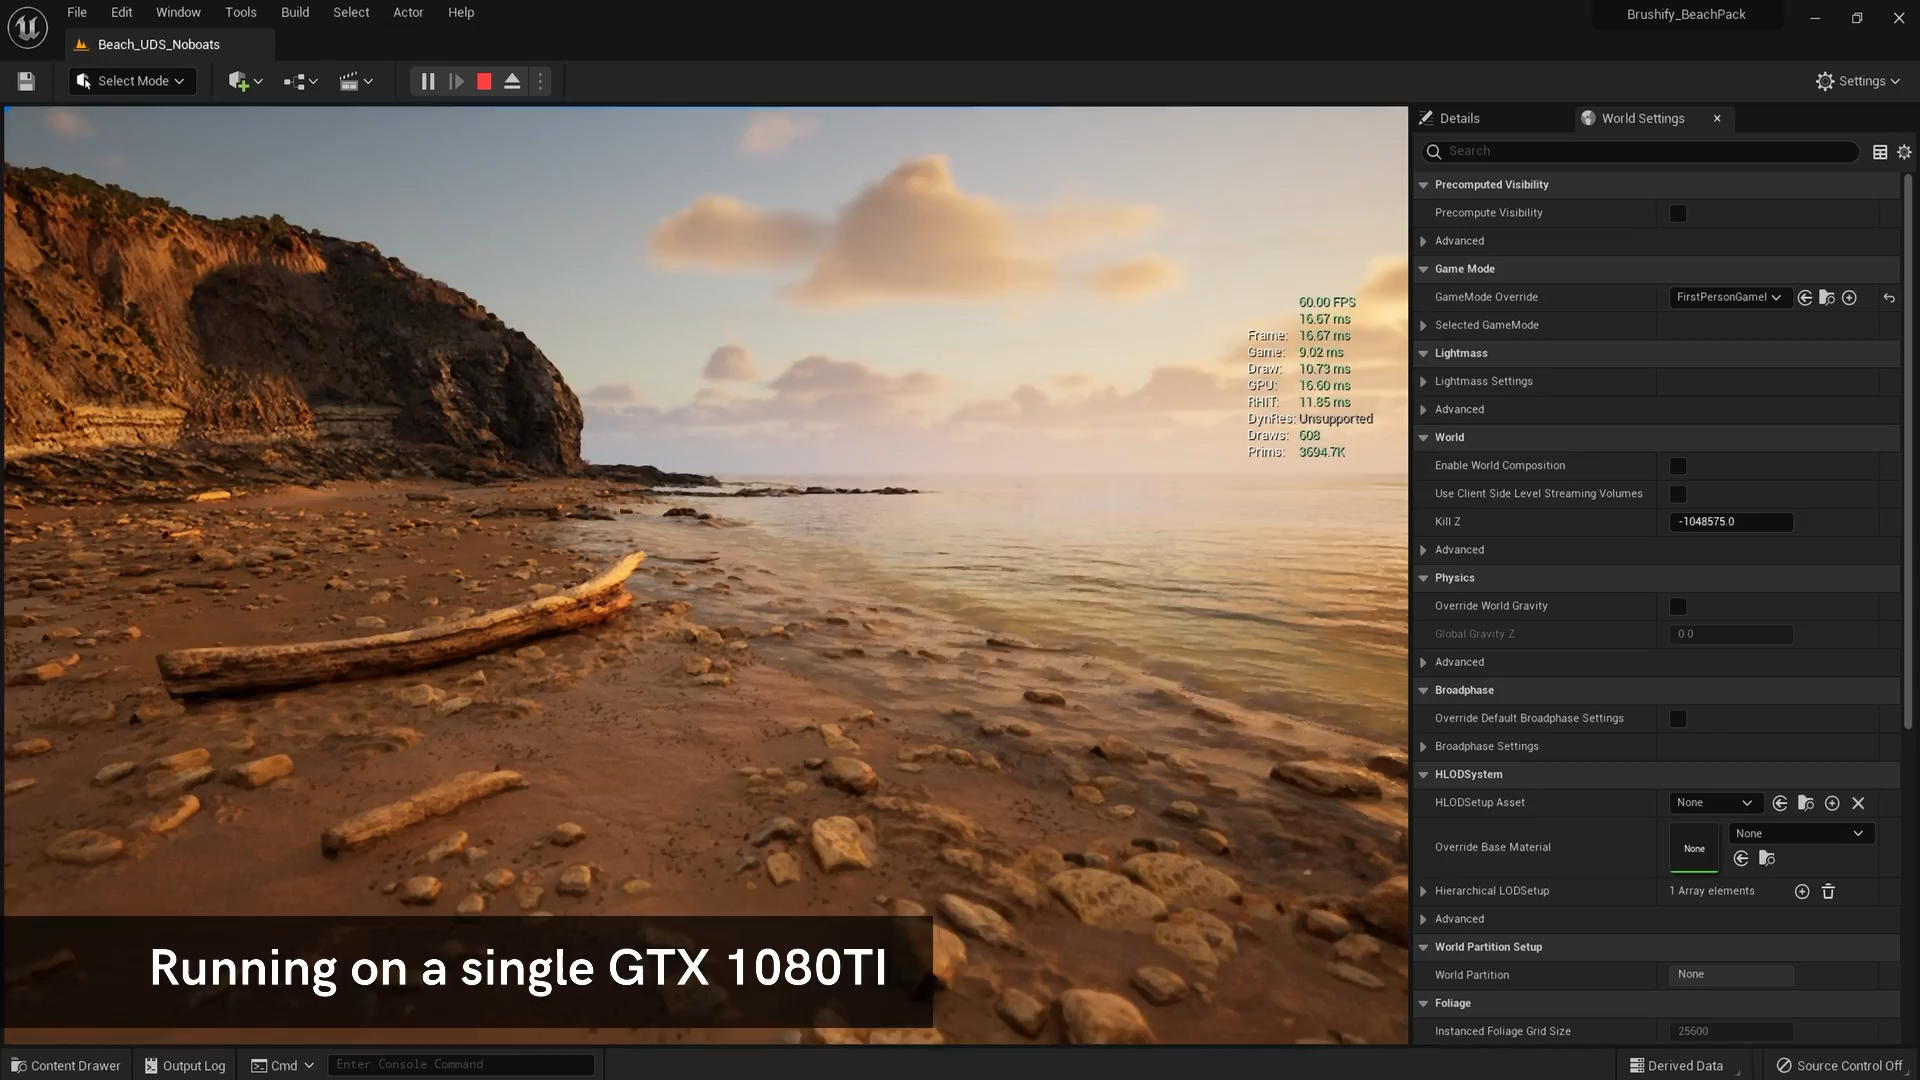 File Edit Window Tools Build Select Actor Help
Brushify_BeachPack
Beach_UDS_Noboats
Select Mode
Settings
60.00 FPS
16.67 ms
Frame: 16.67 ms
Game: 9.02 ms
Draw: 10.73 ms
GPU: 16.60 ms
RHIT: 11.85 ms
DynRes: Unsupported
Draws: 608
Prims: 3694.7K
Running on a single GTX 1080TI
Details World Settings
Search
Precomputed Visibility
Precompute Visibility
Advanced
Game Mode
GameMode Override FirstPersonGameI
Selected GameMode
Lightmass
Lightmass Settings
Advanced
World
Enable World Composition
Use Client Side Level Streaming Volumes
Kill Z -1048575.0
Advanced
Physics
Override World Gravity
Global Gravity Z 0.0
Advanced
Broadphase
Override Default Broadphase Settings
Broadphase Settings
HLODSystem
HLODSetup Asset None
None
Override Base Material None
Hierarchical LODSetup 1 Array elements
Advanced
World Partition Setup
World Partition None
Foliage
Instanced Foliage Grid Size 25600
Content Drawer Output Log Cmd Enter Console Command Derived Data Source Control Off